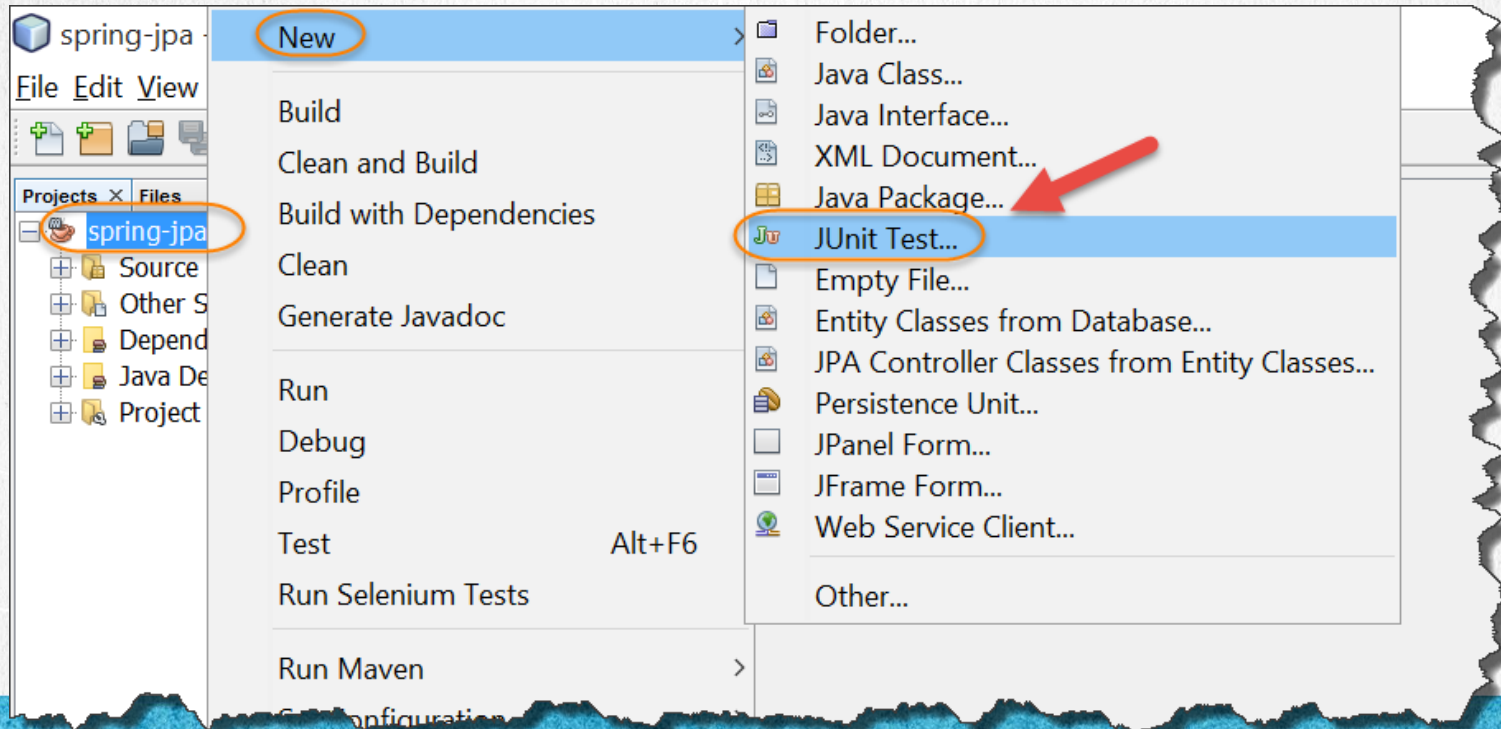 spring-jpa -
File Edit View
Projects Files
spring-jpa
Source
Other S
Depend
Java De
Project
New
Build
Clean and Build
Build with Dependencies
Clean
Generate Javadoc
Run
Debug
Profile
Test Alt+F6
Run Selenium Tests
Run Maven
Folder...
Java Class...
Java Interface...
XML Document...
Java Package...
JUnit Test...
Empty File...
Entity Classes from Database...
JPA Controller Classes from Entity Classes...
Persistence Unit...
JPanel Form...
JFrame Form...
Web Service Client...
Other...